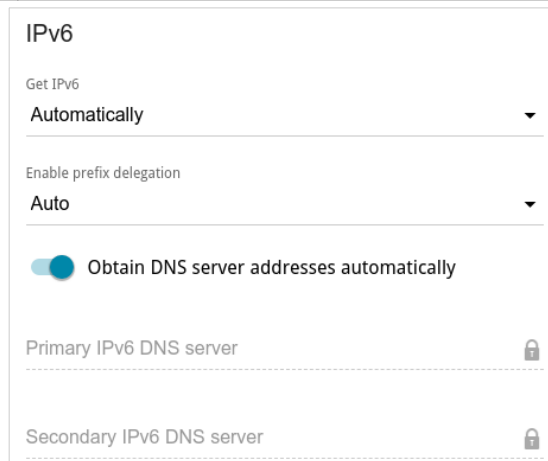 IPv6
Get IPv6
Automatically
Enable prefix delegation
Auto
Obtain DNS server addresses automatically
Primary IPv6 DNS server
Secondary IPv6 DNS server